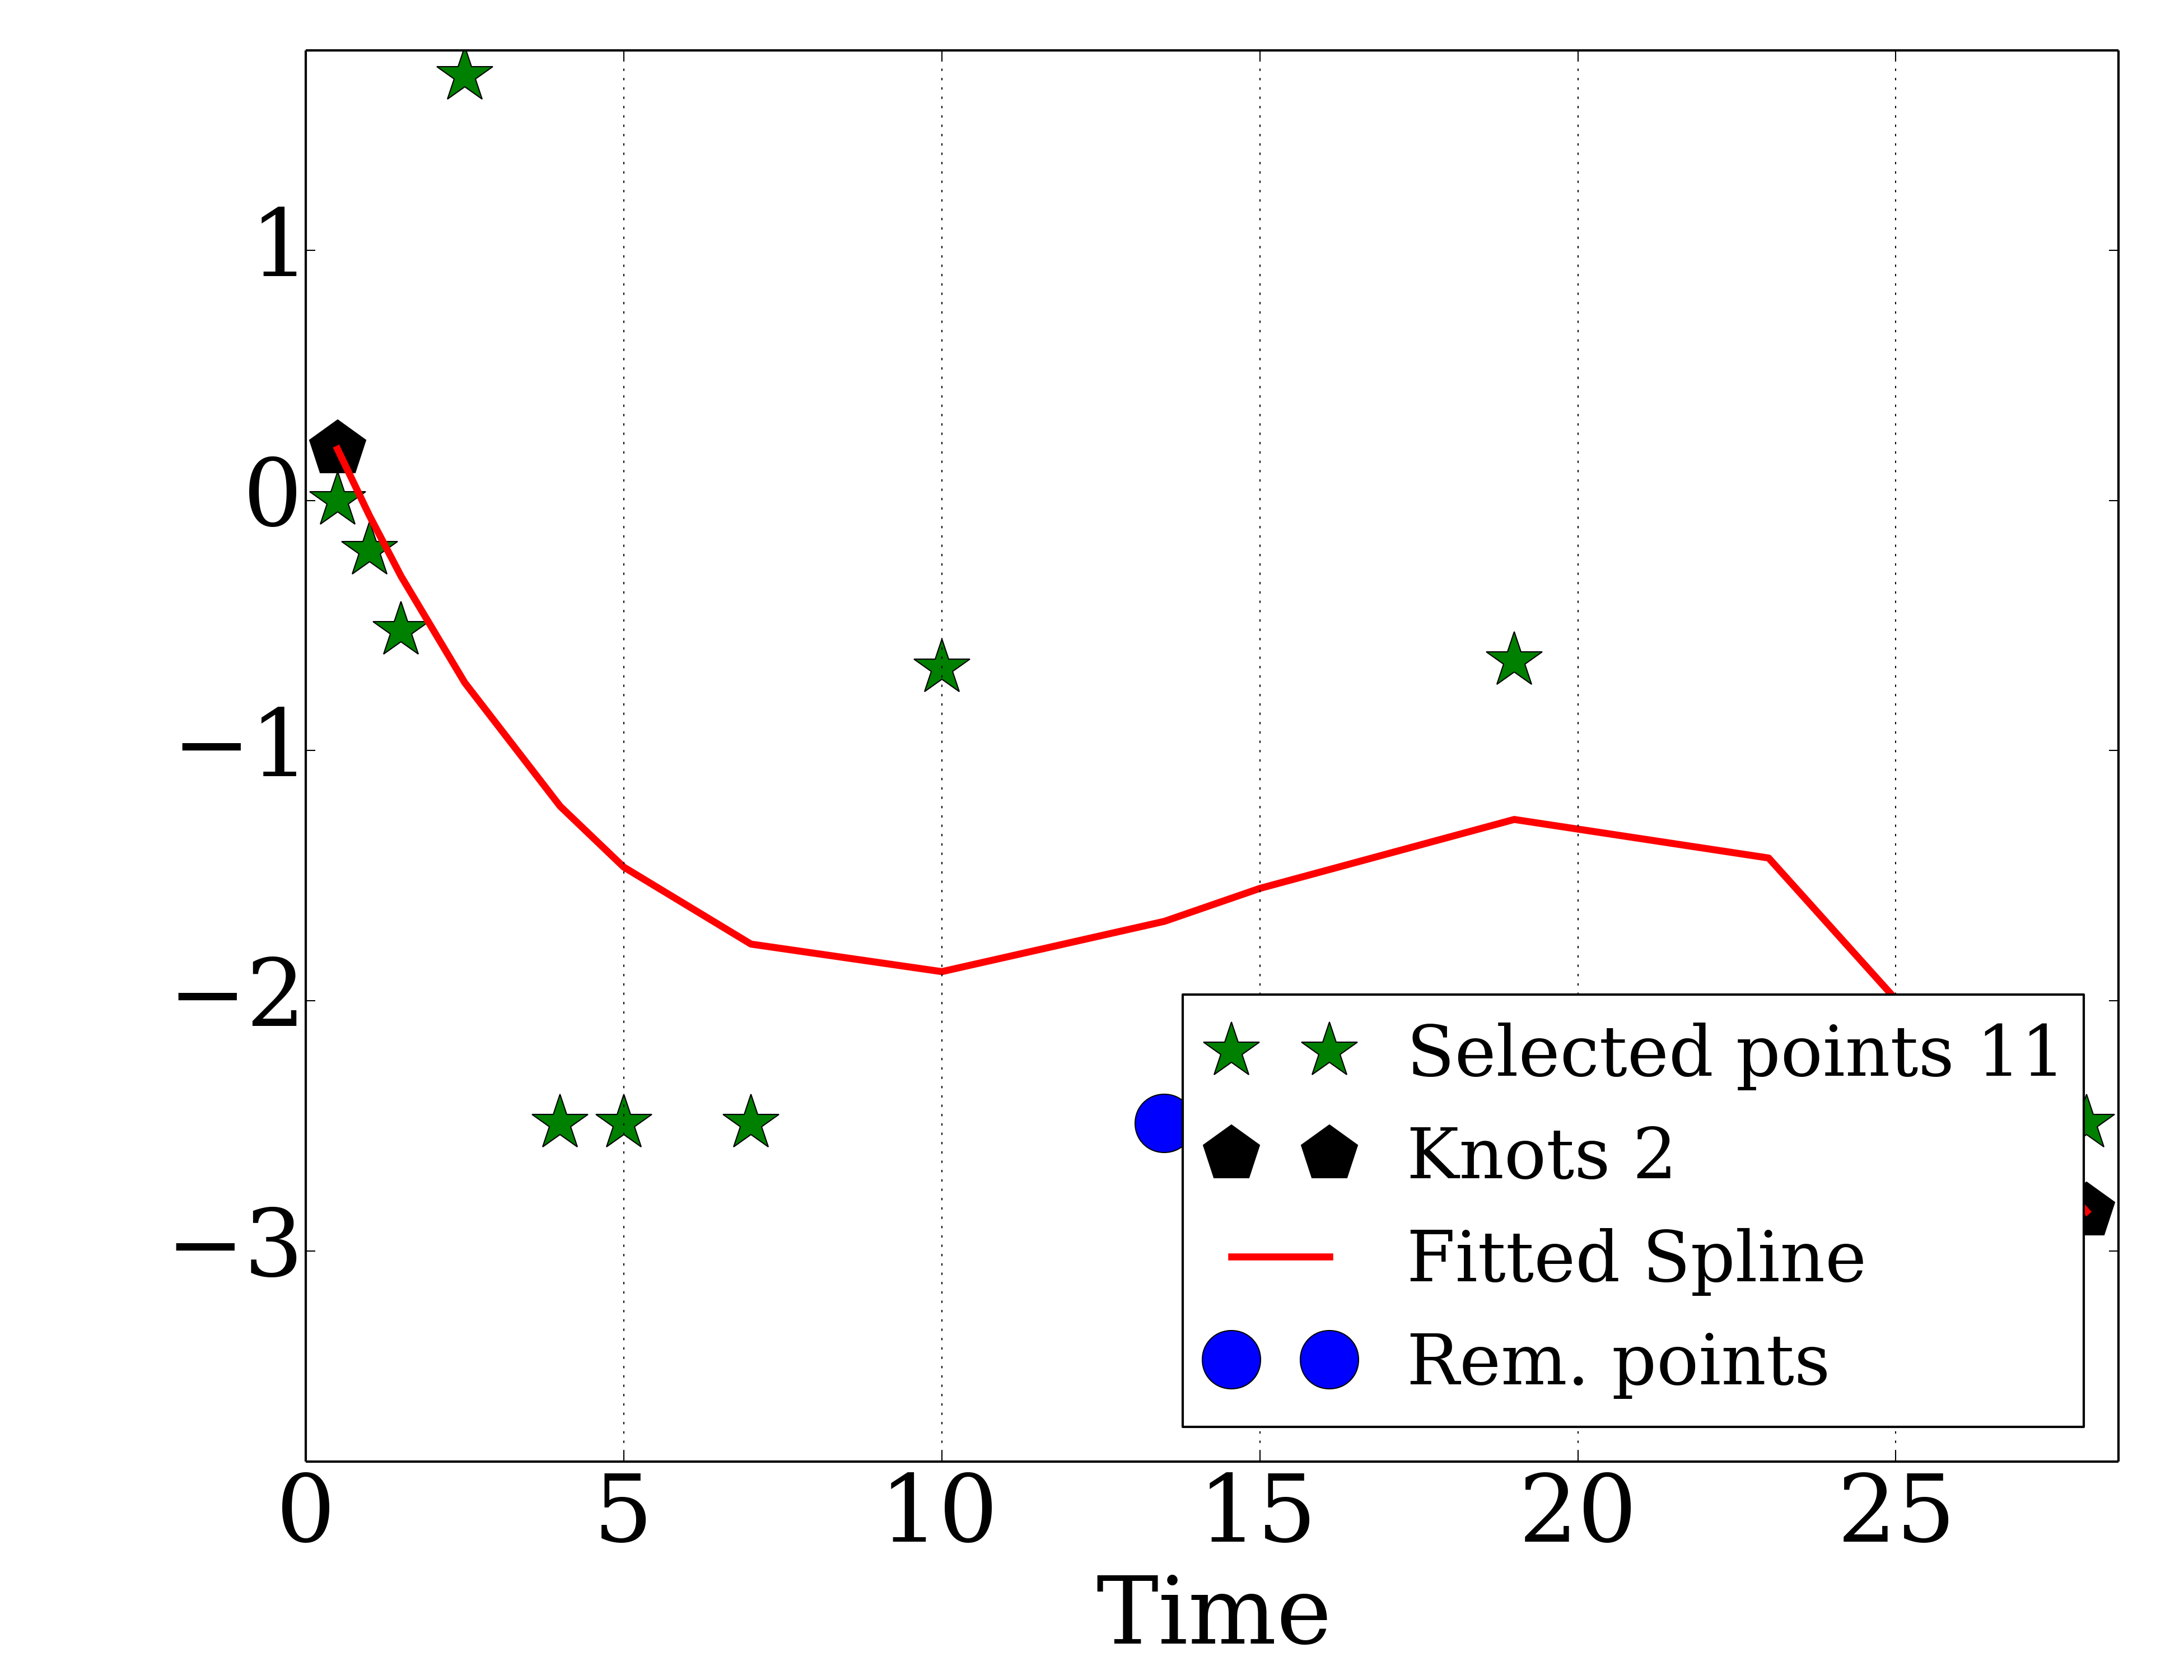 1
0
−1
−2
−3
Selected points 11
Knots 2
Fitted Spline
Rem. points
0 5 10 15 20 25
Time